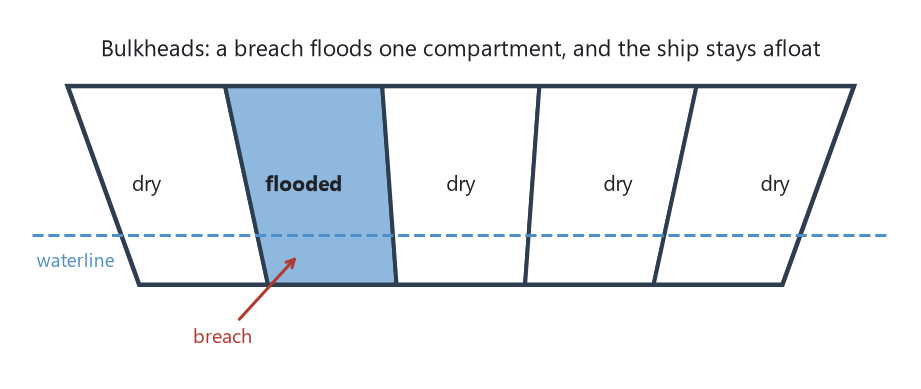 Bulkheads: a breach floods one compartment, and the ship stays afloat
dry
flooded
dry
dry
dry
waterline
breach